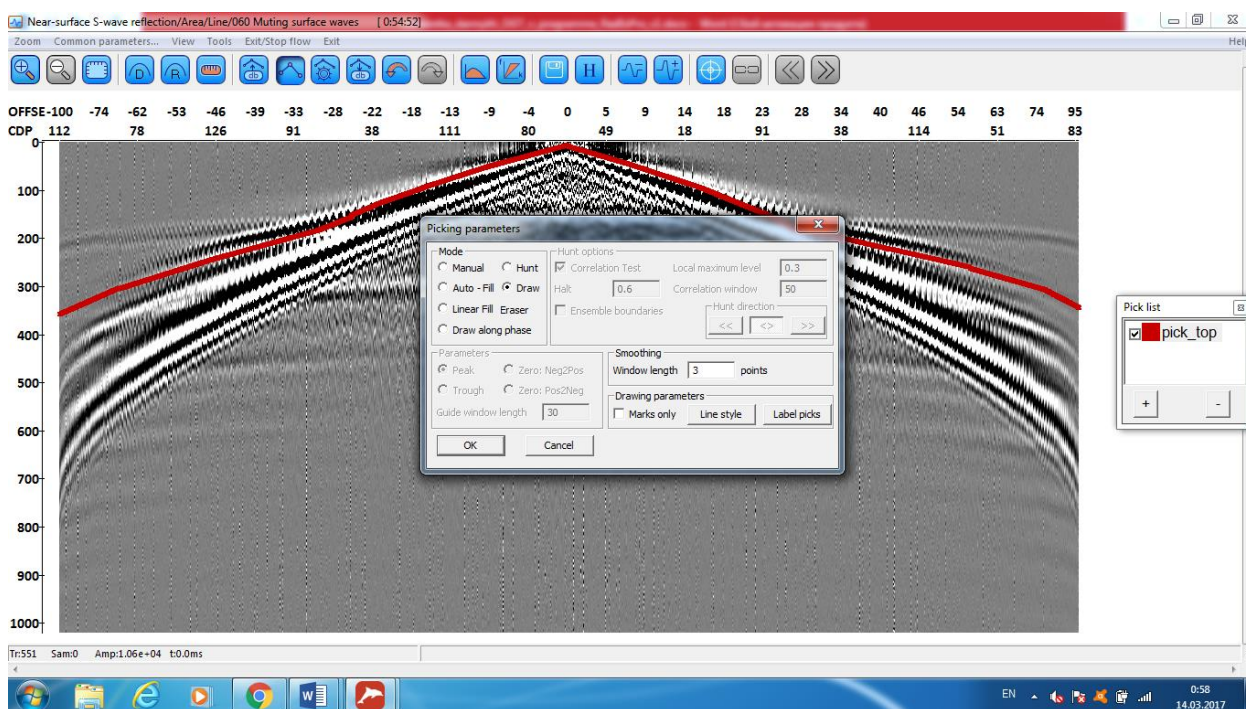 Near-surface S-wave reflection/Area/Line/060 Muting surface waves [ 0:54:52]
Zoom Common parameters... View Tools Exit/Stop flow Exit Help
D R db db H
OFFSE -100 -74 -62 -53 -46 -39 -33 -28 -22 -18 -13 -9 -4 0 5 9 14 18 23 28 34 40 46 54 63 74 95
CDP 112 78 126 91 38 111 80 49 18 91 38 114 51 83
0
100
200
300
400
500
600
700
800
900
1000
Picking parameters
Mode
Manual Hunt
Auto - Fill Draw
Linear Fill Eraser
Draw along phase
Hunt options
Correlation Test Local maximum level 0.3
Halt 0.6 Correlation window 50
Ensemble boundaries Hunt direction
<< <> >>
Parameters
Peak Zero: Neg2Pos
Trough Zero: Pos2Neg
Guide window length 30
Smoothing
Window length 3 points
Drawing parameters
Marks only Line style Label picks
OK Cancel
Pick list
pick_top
+ -
Tr:551 Sam:0 Amp:1.06e+04 t:0.0ms
EN 0:58
14.03.2017